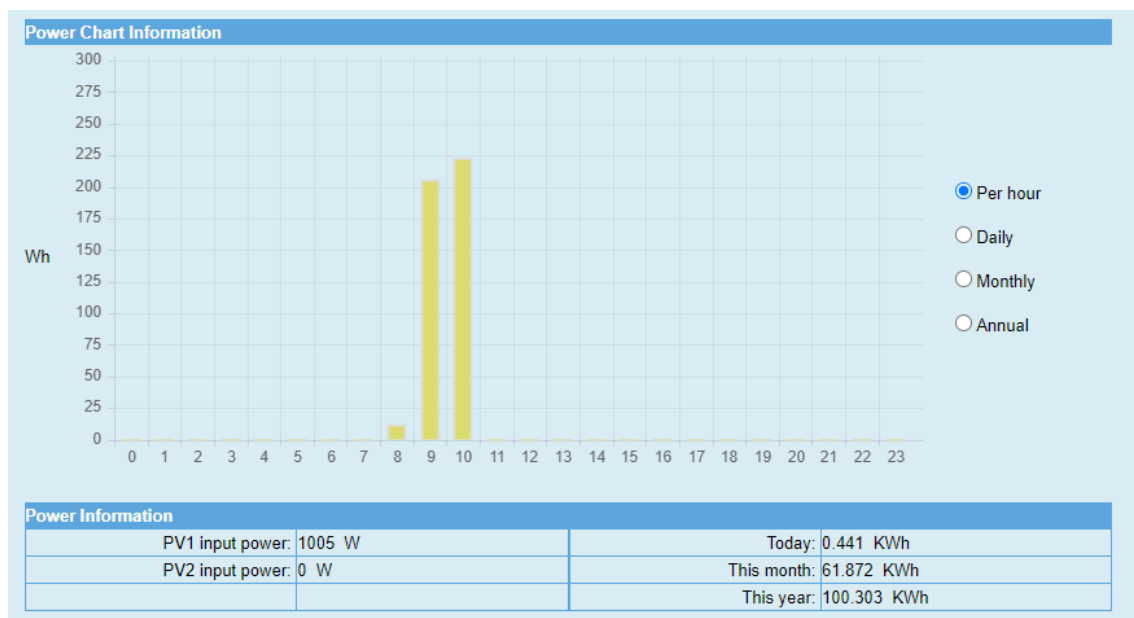 Power Chart Information
300
275
250
225
200
175
Wh 150
125
100
75
50
25
0
0 1 2 3 4 5 6 7 8 9 10 11 12 13 14 15 16 17 18 19 20 21 22 23
Per hour
Daily
Monthly
Annual
Power Information
PV1 input power: 1005 W Today: 0.441 KWh
PV2 input power: 0 W This month: 61.872 KWh
This year: 100.303 KWh